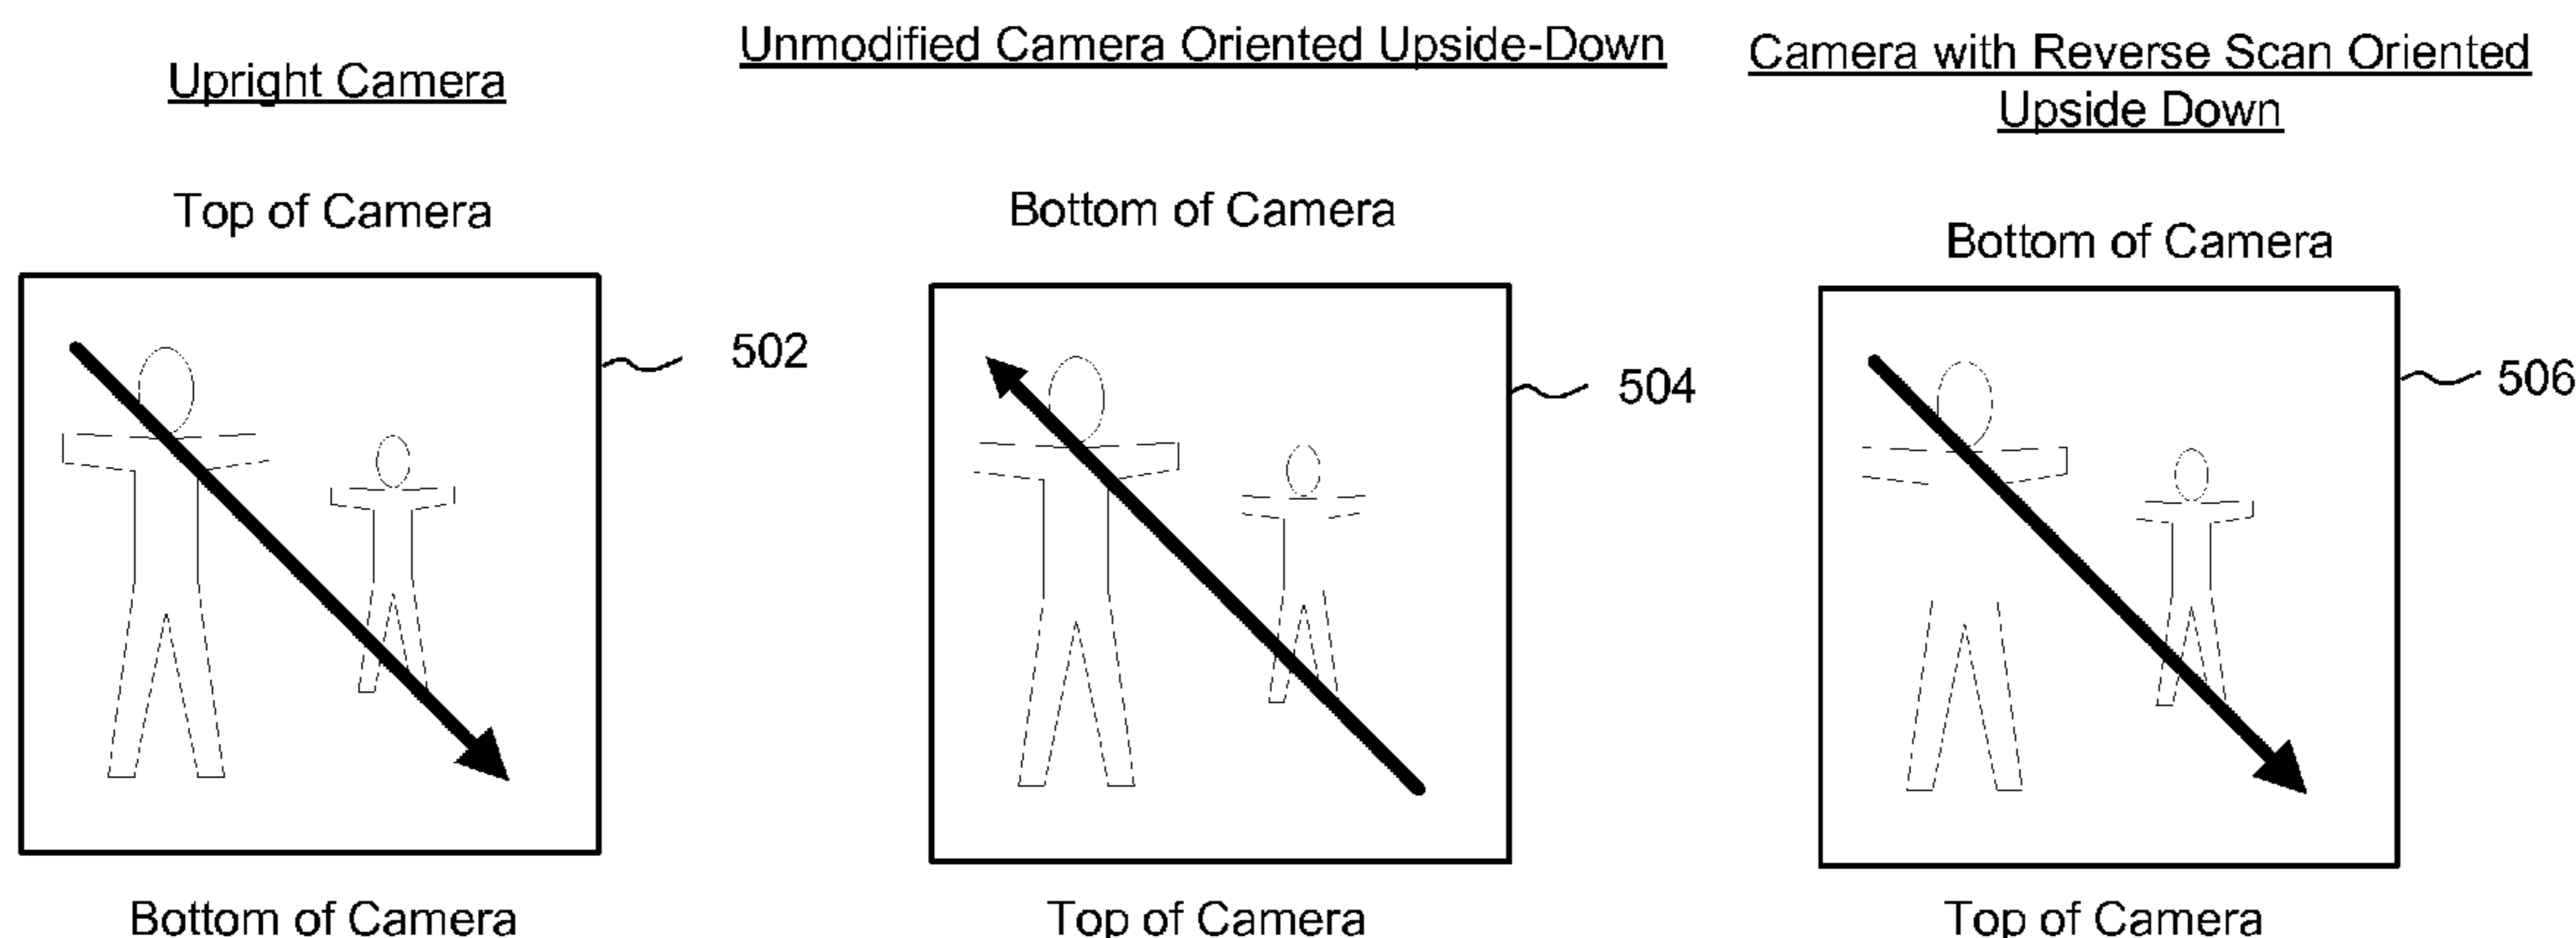 Upright Camera
Unmodified Camera Oriented Upside-Down
Camera with Reverse Scan Oriented
Upside Down
Top of Camera
Bottom of Camera
Bottom of Camera
502
504
506
Bottom of Camera
Top of Camera
Top of Camera